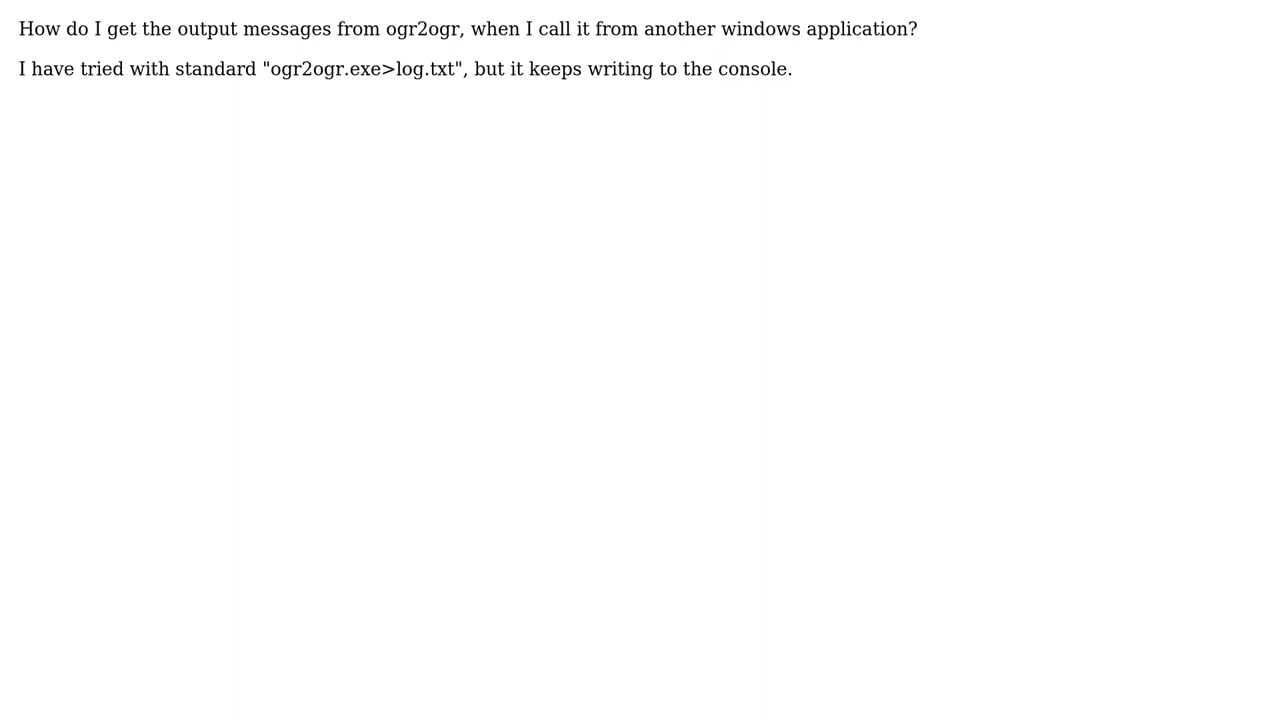 How do I get the output messages from ogr2ogr, when I call it from another windows application?
I have tried with standard "ogr2ogr.exe>log.txt", but it keeps writing to the console.